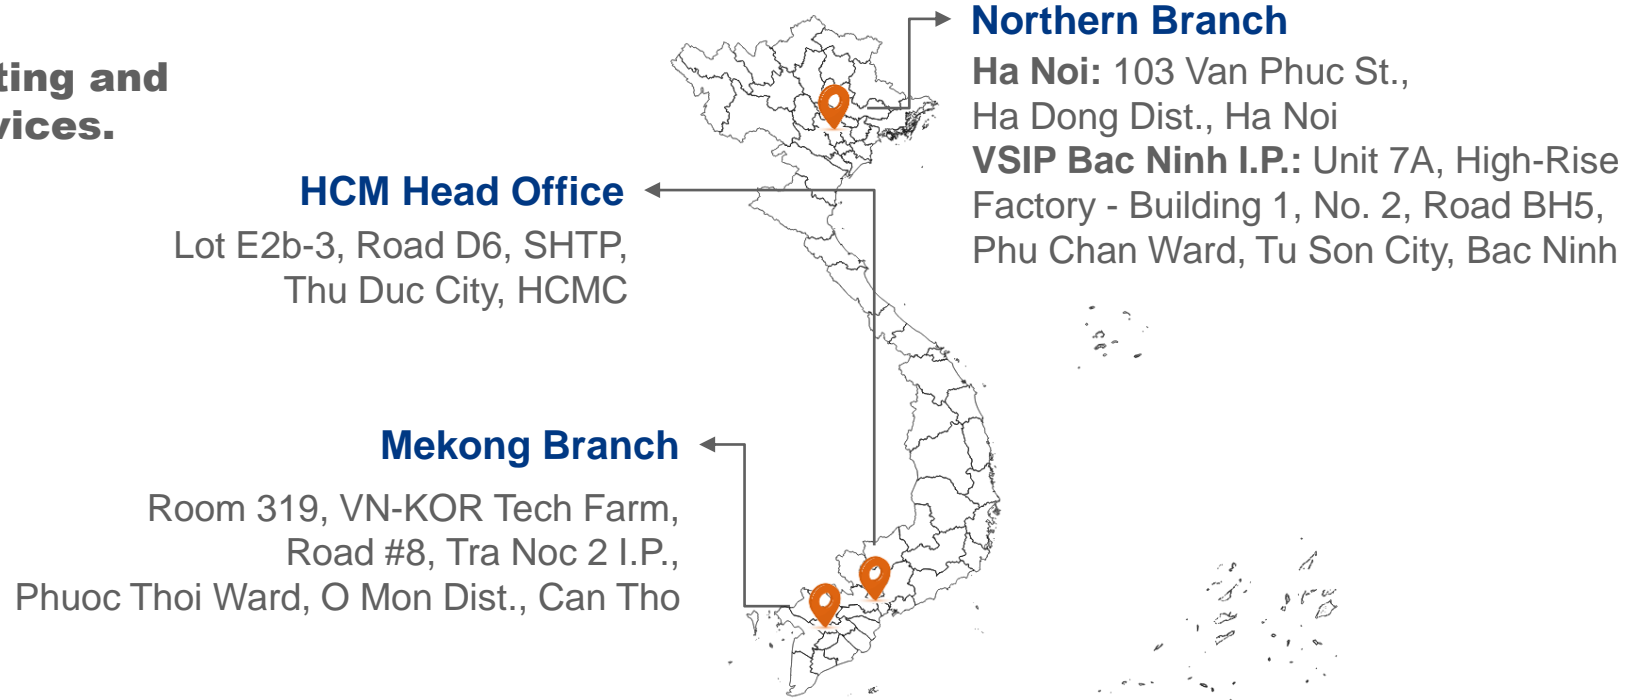 ting and
vices.
Northern Branch
Ha Noi: 103 Van Phuc St.,
Ha Dong Dist., Ha Noi
VSIP Bac Ninh I.P.: Unit 7A, High-Rise
Factory - Building 1, No. 2, Road BH5,
Phu Chan Ward, Tu Son City, Bac Ninh
HCM Head Office
Lot E2b-3, Road D6, SHTP,
Thu Duc City, HCMC
Mekong Branch
Room 319, VN-KOR Tech Farm,
Road #8, Tra Noc 2 I.P.,
Phuoc Thoi Ward, O Mon Dist., Can Tho